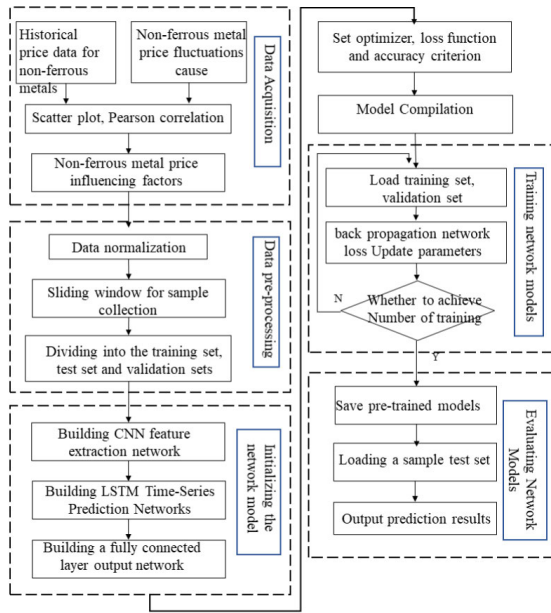 Historical
price data for
non-ferrous
metals
Non-ferrous metal
price fluctuations
cause
Scatter plot, Pearson correlation
Non-ferrous metal price
influencing factors
Data Acquisition
Data normalization
Sliding window for sample
collection
Dividing into the training set,
test set and validation sets
Data pre-processing
Building CNN feature
extraction network
Building LSTM Time-Series
Prediction Networks
Building a fully connected
layer output network
Initializing the
network model
Set optimizer, loss function
and accuracy criterion
Model Compilation
Load training set,
validation set
back propagation network
loss Update parameters
N
Whether to achieve
Number of training
Y
Training network models
Save pre-trained models
Loading a sample test set
Output prediction results
Evaluating Network
Models